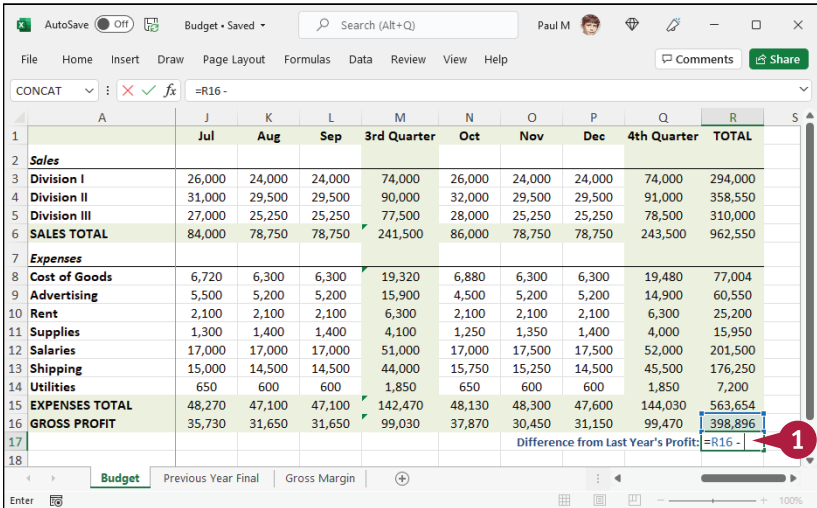 AutoSave Off Budget • Saved Search (Alt+Q) Paul M
File Home Insert Draw Page Layout Formulas Data Review View Help Comments Share
CONCAT fx =R16 -
A J K L M N O P Q R S
1 Jul Aug Sep 3rd Quarter Oct Nov Dec 4th Quarter TOTAL
2 Sales
3 Division I 26,000 24,000 24,000 74,000 26,000 24,000 24,000 74,000 294,000
4 Division II 31,000 29,500 29,500 90,000 32,000 29,500 29,500 91,000 358,550
5 Division III 27,000 25,250 25,250 77,500 28,000 25,250 25,250 78,500 310,000
6 SALES TOTAL 84,000 78,750 78,750 241,500 86,000 78,750 78,750 243,500 962,550
7 Expenses
8 Cost of Goods 6,720 6,300 6,300 19,320 6,880 6,300 6,300 19,480 77,004
9 Advertising 5,500 5,200 5,200 15,900 4,500 5,200 5,200 14,900 60,550
10 Rent 2,100 2,100 2,100 6,300 2,100 2,100 2,100 6,300 25,200
11 Supplies 1,300 1,400 1,400 4,100 1,250 1,350 1,400 4,000 15,950
12 Salaries 17,000 17,000 17,000 51,000 17,000 17,500 17,500 52,000 201,500
13 Shipping 15,000 14,500 14,500 44,000 15,750 15,250 14,500 45,500 176,250
14 Utilities 650 600 600 1,850 650 600 600 1,850 7,200
15 EXPENSES TOTAL 48,270 47,100 47,100 142,470 48,130 48,300 47,600 144,030 563,654
16 GROSS PROFIT 35,730 31,650 31,650 99,030 37,870 30,450 31,150 99,470 398,896
17 Difference from Last Year's Profit: =R16 - 1
18
Budget Previous Year Final Gross Margin
Enter 100%